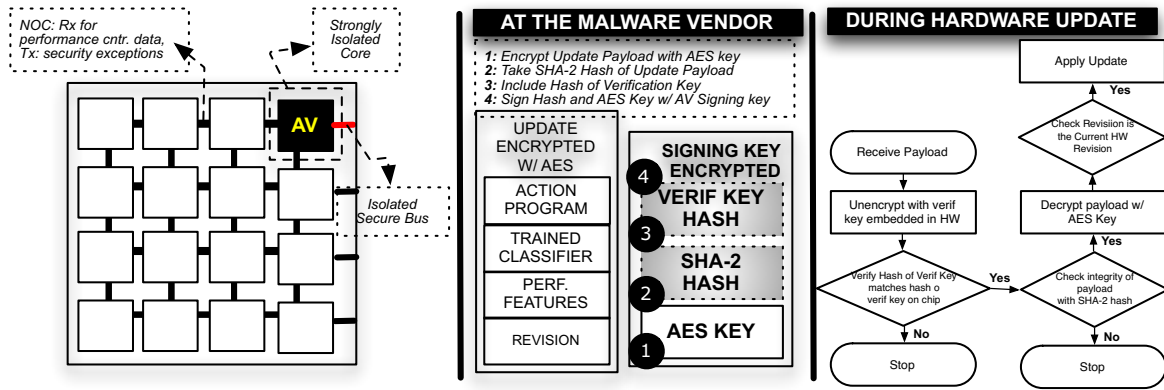 NOC: Rx for
performance cntr. data,
Tx: security exceptions
Strongly
Isolated
Core
AV
Isolated
Secure Bus
AT THE MALWARE VENDOR
1: Encrypt Update Payload with AES key
2: Take SHA-2 Hash of Update Payload
3: Include Hash of Verification Key
4: Sign Hash and AES Key w/ AV Signing key
UPDATE
ENCRYPTED
W/ AES
ACTION
PROGRAM
TRAINED
CLASSIFIER
PERF.
FEATURES
REVISION
SIGNING KEY
ENCRYPTED
4
VERIF KEY
HASH
3
SHA-2
HASH
2
AES KEY
1
DURING HARDWARE UPDATE
Receive Payload
Unencrypt with verif
key embedded in HW
Verify Hash of Verif Key
matches hash o
verif key on chip
Yes
No
Stop
Apply Update
Yes
Check Revisiion is
the Current HW
Revision
Decrypt payload w/
AES Key
Yes
Check integrity of
payload
with SHA-2 hash
No
Stop